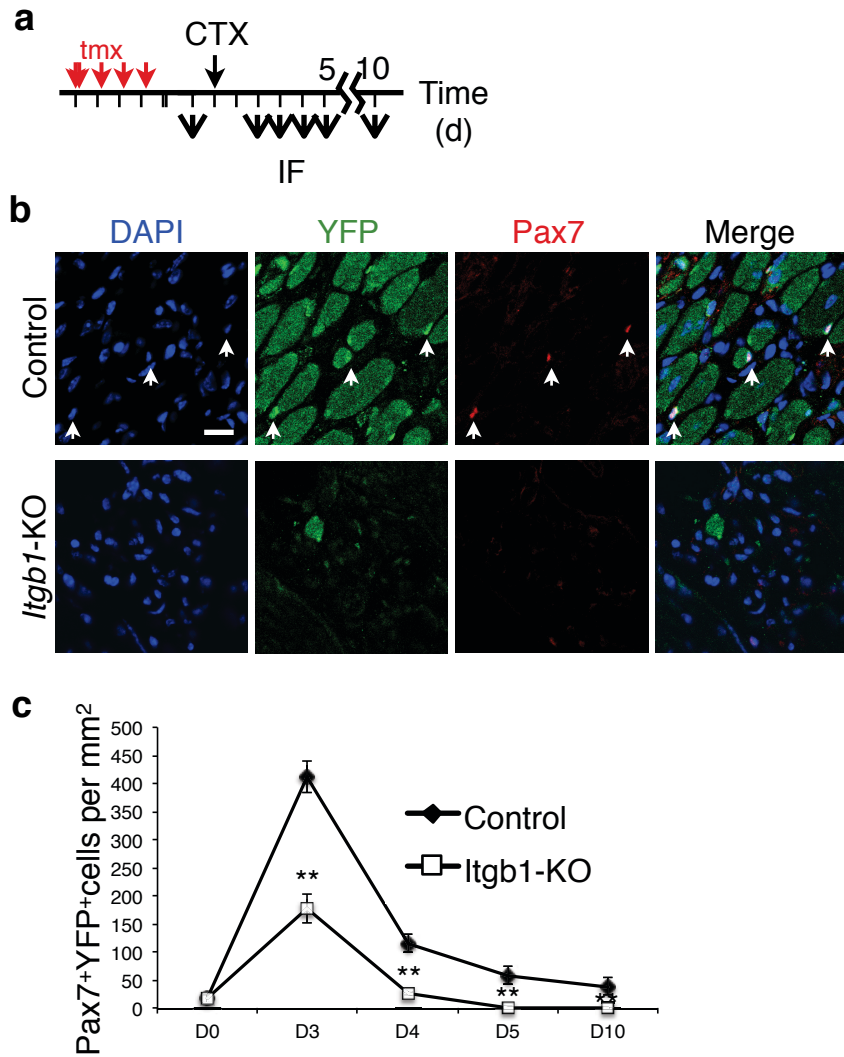 a
tmx
CTX
5
10
Time
(d)
IF
b
DAPI
YFP
Pax7
Merge
Control
Itgb1-KO
c
Pax7+YFP+cells per mm2
500
450
400
350
300
250
200
150
100
50
0
**
**
**
**
Control
Itgb1-KO
D0
D3
D4
D5
D10